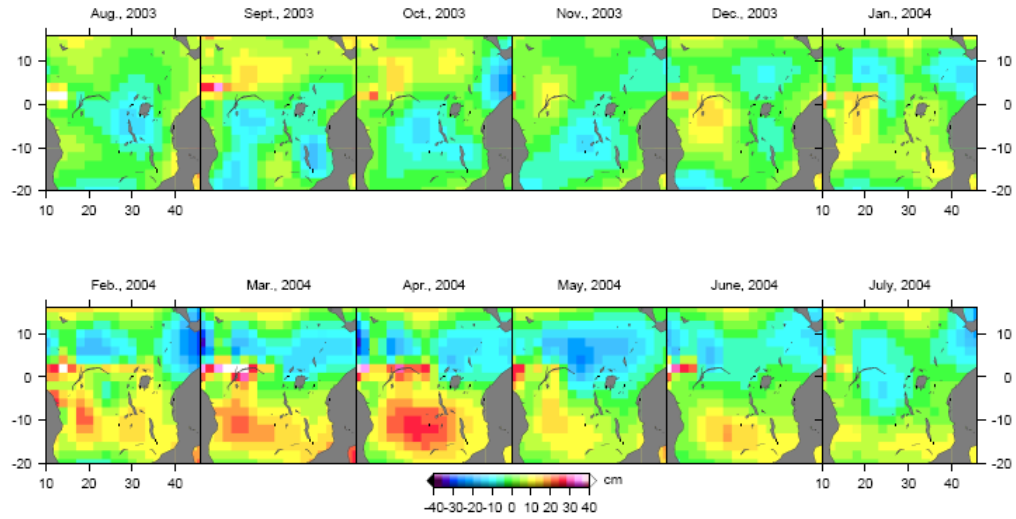 Aug., 2003 Sept., 2003 Oct., 2003 Nov., 2003 Dec., 2003 Jan., 2004
10 10
0 0
-10 -10
-20 -20
10 20 30 40 10 20 30 40
Feb., 2004 Mar., 2004 Apr., 2004 May, 2004 June, 2004 July, 2004
10 10
0 0
-10 -10
-20 -20
10 20 30 40 10 20 30 40
cm
-40 -30 -20 -10 0 10 20 30 40